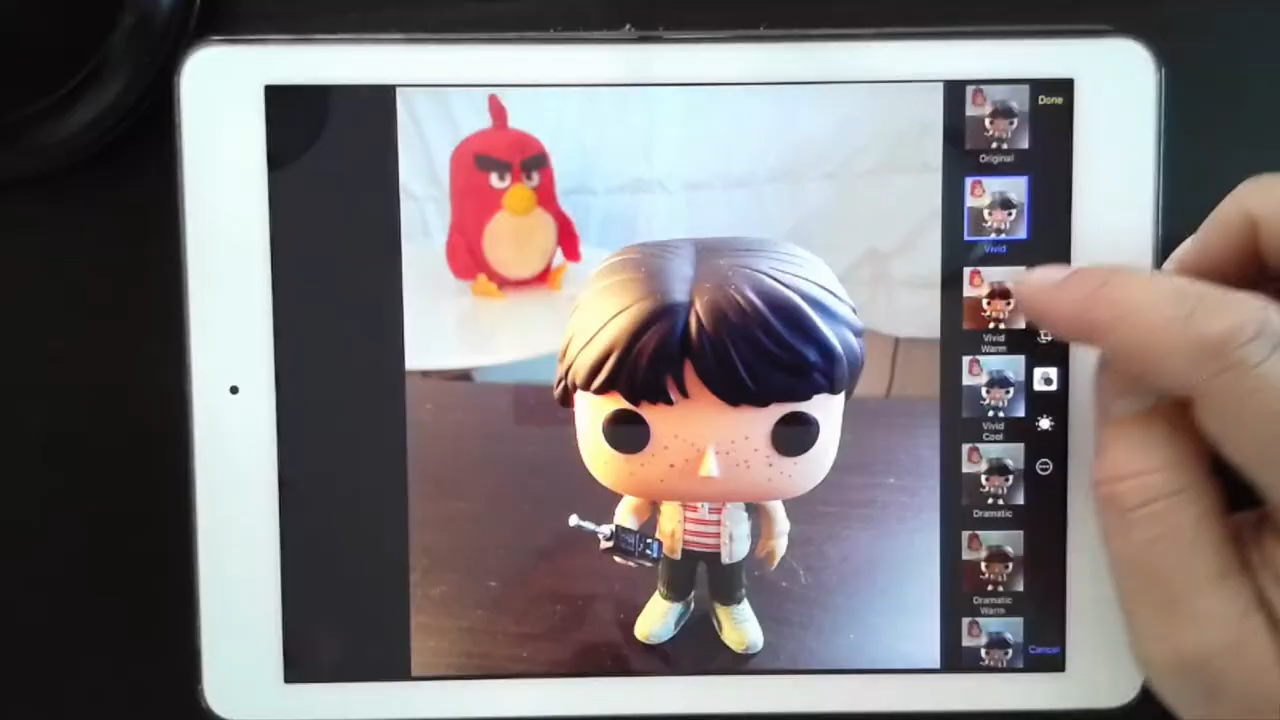 Done
Original
Vivid
Vivid
Warm
Vivid
Cool
Dramatic
Dramatic
Warm
Cancel